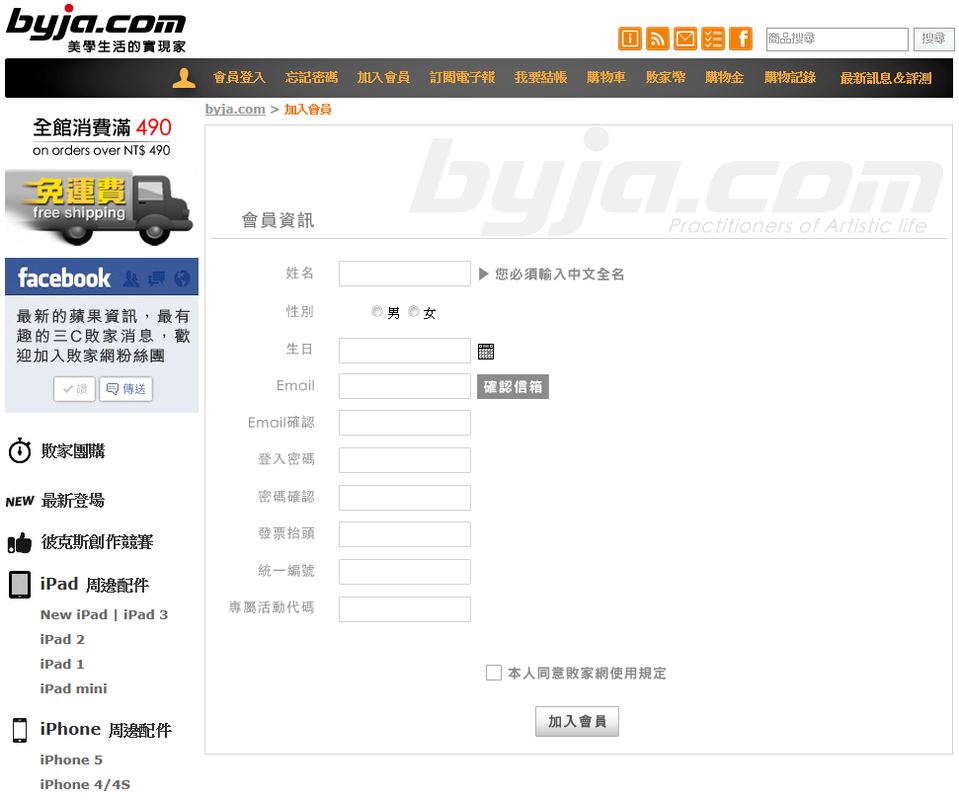 byja.com
美學生活的實現家
商品搜尋
搜尋
會員登入 忘記密碼 加入會員 訂閱電子報 我要結帳 購物車 敗家幣 購物金 購物記錄 最新訊息&評測
byja.com > 加入會員
全館消費滿 490
on orders over NT$ 490
免運費
free shipping
facebook
最新的蘋果資訊，最有
趣的三C敗家消息，歡
迎加入敗家網粉絲團
讚 傳送
敗家團購
NEW 最新登場
彼克斯創作競賽
iPad 周邊配件
New iPad | iPad 3
iPad 2
iPad 1
iPad mini
iPhone 周邊配件
iPhone 5
iPhone 4/4S
byja.com
Practitioners of Artistic life
會員資訊
姓名 ▶ 您必須輸入中文全名
性別 男 女
生日
Email 確認信箱
Email確認
登入密碼
密碼確認
發票抬頭
統一編號
專屬活動代碼
本人同意敗家網使用規定
加入會員